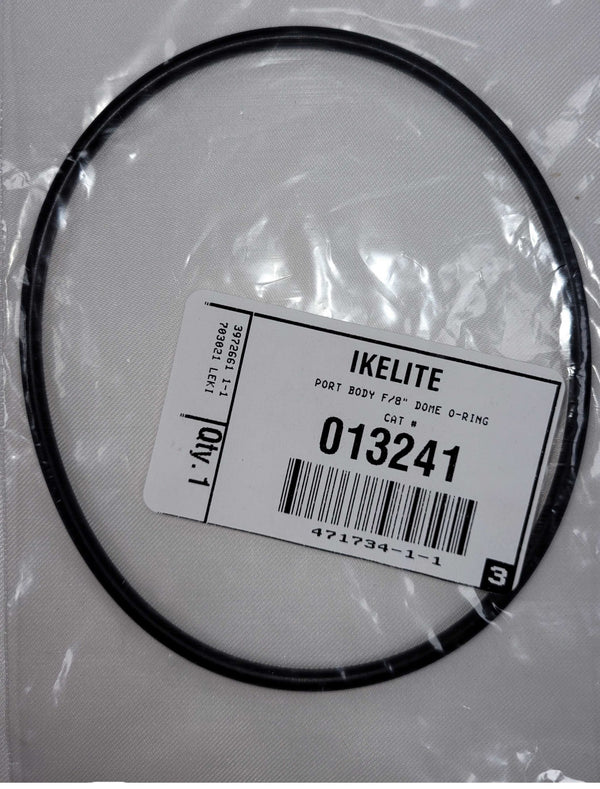 IKELITE
PORT BODY F/8" DOME O-RING
CAT #
013241
471734-1-1
3
3972661 1-1
703021 LEKI
Qty. 1